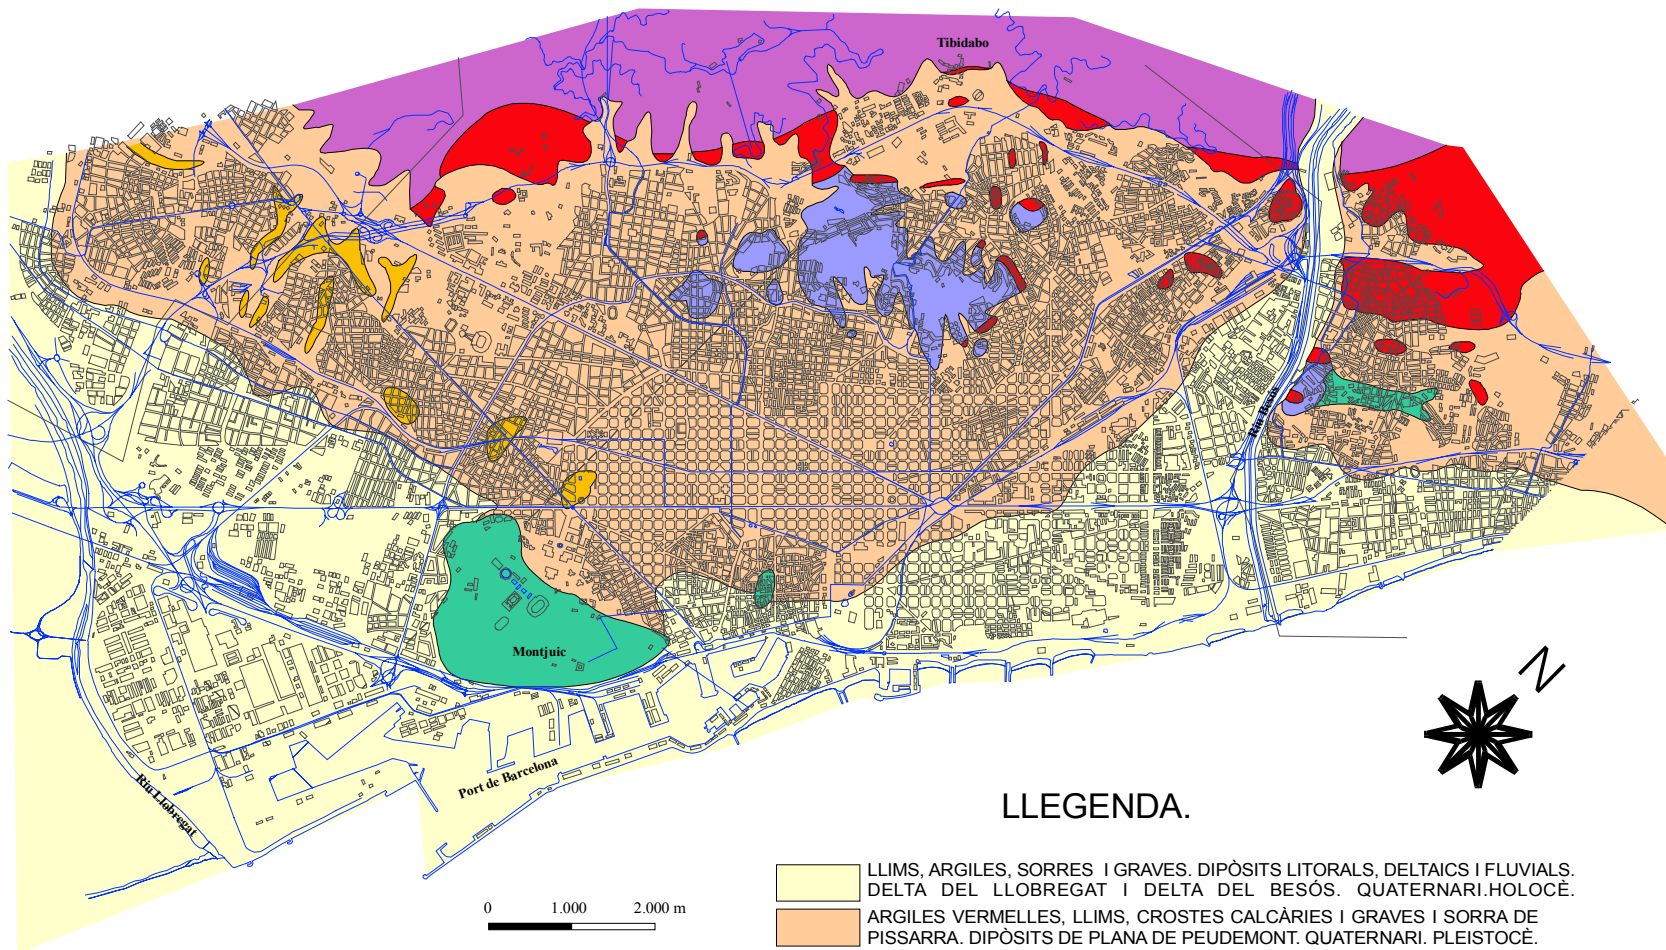 Tibidabo
Riu Besòs
Montjuic
Port de Barcelona
Riu Llobregat
N
LLEGENDA.
0 1.000 2.000 m
LLIMS, ARGILES, SORRES I GRAVES. DIPÒSITS LITORALS, DELTAICS I FLUVIALS.
DELTA DEL LLOBREGAT I DELTA DEL BESÓS. QUATERNARI.HOLOCÈ.
ARGILES VERMELLES, LLIMS, CROSTES CALCÀRIES I GRAVES I SORRA DE
PISSARRA. DIPÒSITS DE PLANA DE PEUDEMONT. QUATERNARI. PLEISTOCÈ.